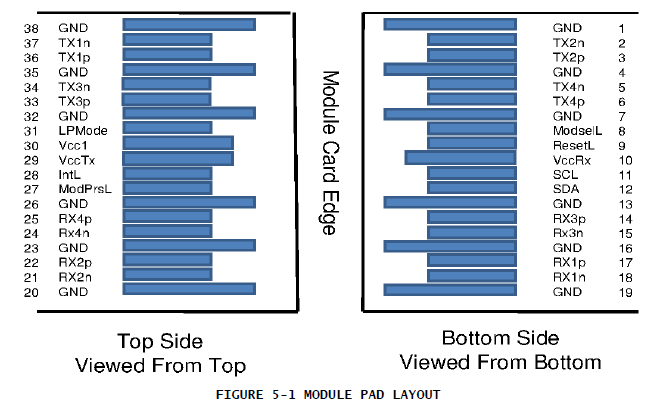 38 GND
37 TX1n
36 TX1p
35 GND
34 TX3n
33 TX3p
32 GND
31 LPMode
30 Vcc1
29 VccTx
28 IntL
27 ModPrsL
26 GND
25 RX4p
24 Rx4n
23 GND
22 RX2p
21 RX2n
20 GND
Module Card Edge
GND 1
TX2n 2
TX2p 3
GND 4
TX4n 5
TX4p 6
GND 7
ModselL 8
ResetL 9
VccRx 10
SCL 11
SDA 12
GND 13
RX3p 14
Rx3n 15
GND 16
RX1p 17
RX1n 18
GND 19
Top Side
Viewed From Top
Bottom Side
Viewed From Bottom
FIGURE 5-1 MODULE PAD LAYOUT